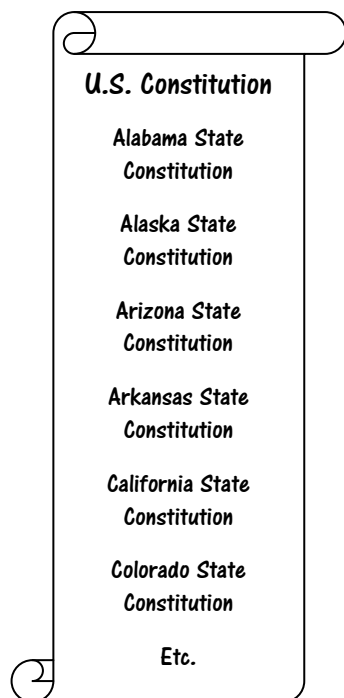 U.S. Constitution
Alabama State
Constitution
Alaska State
Constitution
Arizona State
Constitution
Arkansas State
Constitution
California State
Constitution
Colorado State
Constitution
Etc.